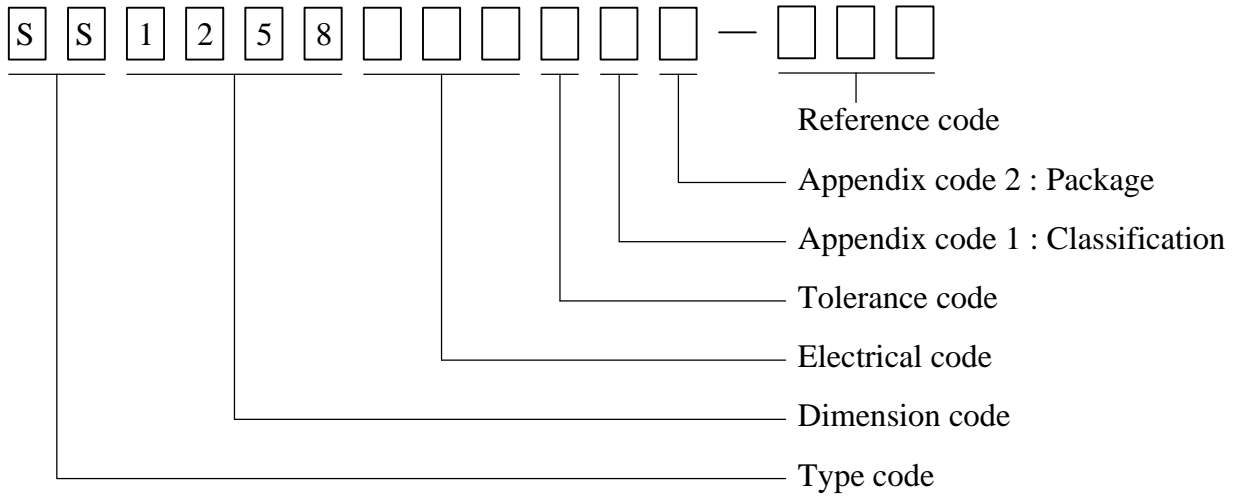 S S 1 2 5 8 —
Reference code
Appendix code 2 : Package
Appendix code 1 : Classification
Tolerance code
Electrical code
Dimension code
Type code